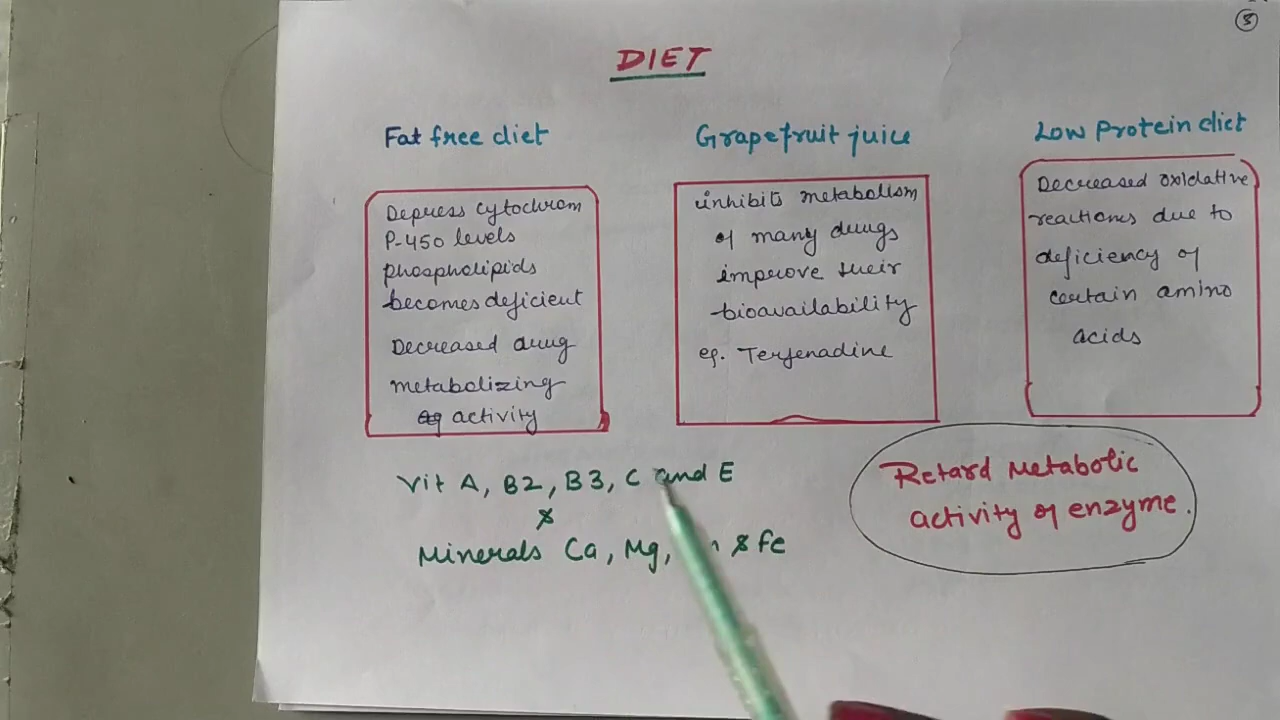 8
DIET
Fat free diet
Depress cytochrom
P-450 levels
phospholipids
becomes deficient
Decreased drug
metabolizing
activity
Grapefruit juice
inhibits metabolism
of many drugs
improve their
bioavailability
eg. Terfenadine
Low Protein diet
Decreased oxidative
reactions due to
deficiency of
certain amino
acids
Vit A, B2, B3, C and E
&
Minerals Ca, Mg, & Fe
Retard Metabolic
activity of enzyme.